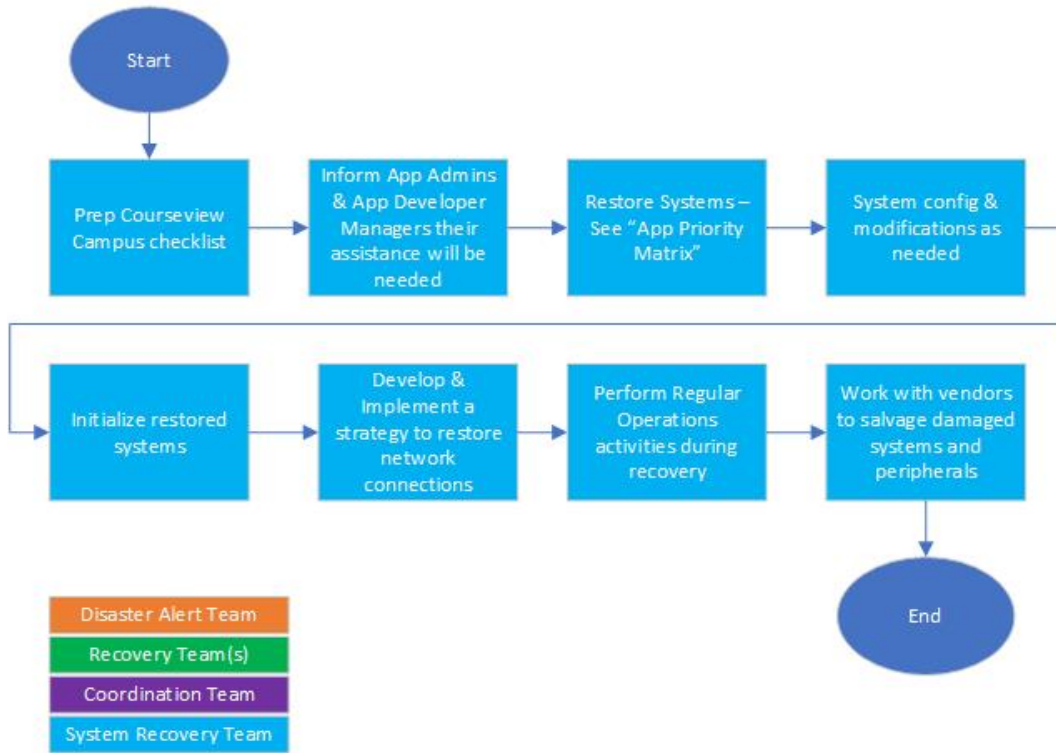 Start
Prep Courseview
Campus checklist
Inform App Admins
& App Developer
Managers their
assistance will be
needed
Restore Systems –
See “App Priority
Matrix”
System config &
modifications as
needed
Initialize restored
systems
Develop &
Implement a
strategy to restore
network
connections
Perform Regular
Operations
activities during
recovery
Work with vendors
to salvage damaged
systems and
peripherals
End
Disaster Alert Team
Recovery Team(s)
Coordination Team
System Recovery Team